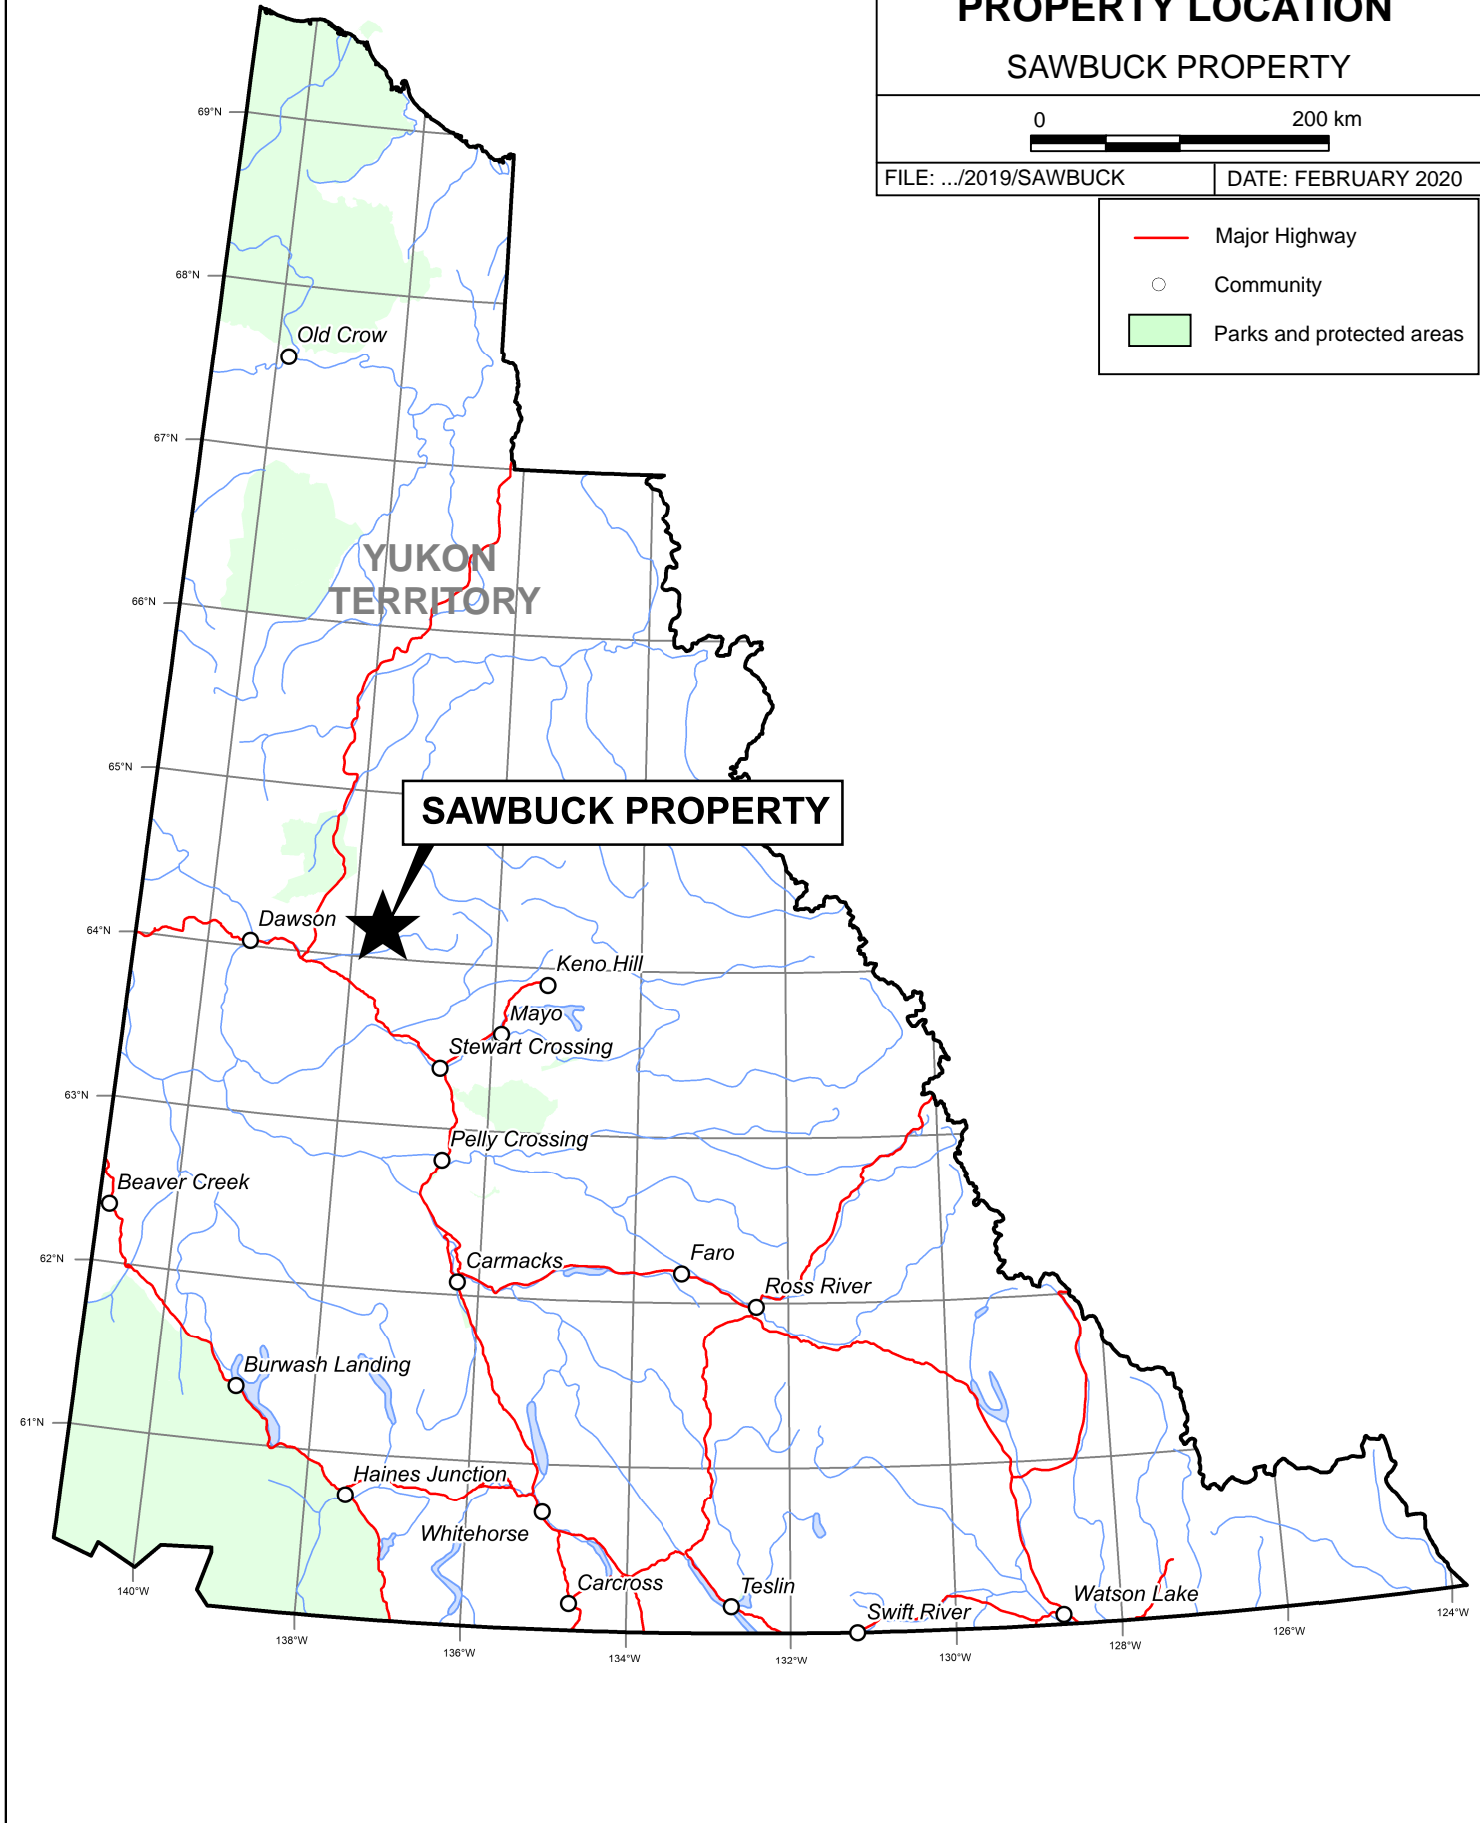 PROPERTY LOCATION
SAWBUCK PROPERTY
0
200 km
FILE: .../2019/SAWBUCK
DATE: FEBRUARY 2020
Major Highway
Community
Parks and protected areas
69°N
68°N
Old Crow
67°N
YUKON
TERRITORY
66°N
65°N
SAWBUCK PROPERTY
Dawson
64°N
Keno Hill
Mayo
Stewart Crossing
63°N
Pelly Crossing
Beaver Creek
62°N
Carmacks
Faro
Ross River
Burwash Landing
61°N
Haines Junction
Whitehorse
Carcross
Teslin
Swift River
Watson Lake
140°W
138°W
136°W
134°W
132°W
130°W
128°W
126°W
124°W